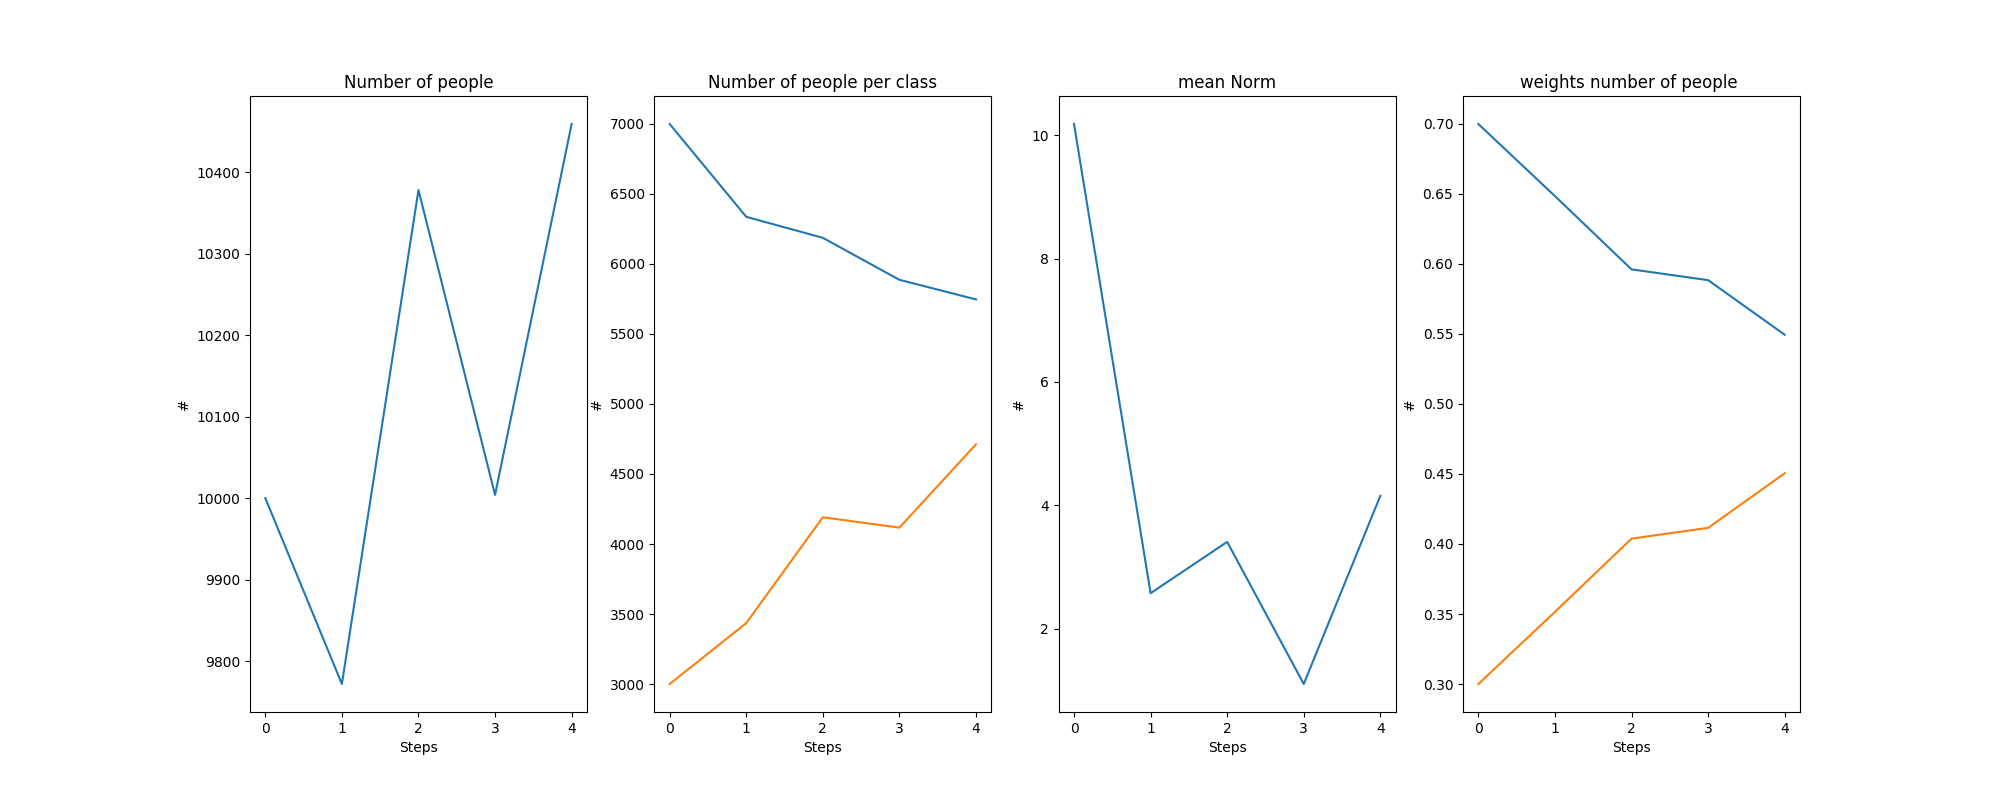 Number of people
10400
10300
10200
10100
10000
9900
9800
#
0 1 2 3 4
Steps
Number of people per class
7000
6500
6000
5500
5000
4500
4000
3500
3000
#
0 1 2 3 4
Steps
mean Norm
10
8
6
4
2
#
0 1 2 3 4
Steps
weights number of people
0.70
0.65
0.60
0.55
0.50
0.45
0.40
0.35
0.30
#
0 1 2 3 4
Steps